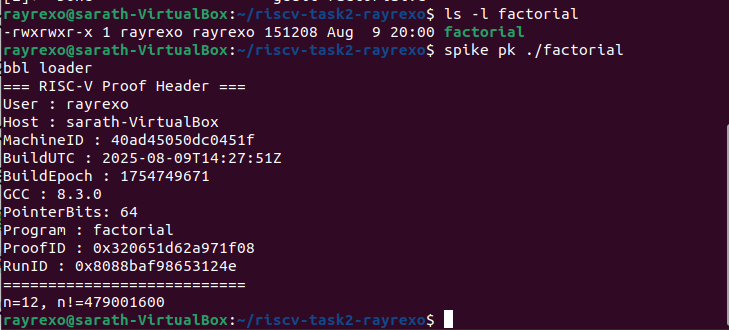 rayrexo@sarath-VirtualBox:~/riscv-task2-rayrexo$ ls -l factorial
-rwxrwxr-x 1 rayrexo rayrexo 151208 Aug  9 20:00 factorial
rayrexo@sarath-VirtualBox:~/riscv-task2-rayrexo$ spike pk ./factorial
bbl loader
=== RISC-V Proof Header ===
User : rayrexo
Host : sarath-VirtualBox
MachineID : 40ad45050dc0451f
BuildUTC : 2025-08-09T14:27:51Z
BuildEpoch : 1754749671
GCC : 8.3.0
PointerBits: 64
Program : factorial
ProofID : 0x320651d62a971f08
RunID : 0x8088baf98653124e
===========================
n=12, n!=479001600
rayrexo@sarath-VirtualBox:~/riscv-task2-rayrexo$